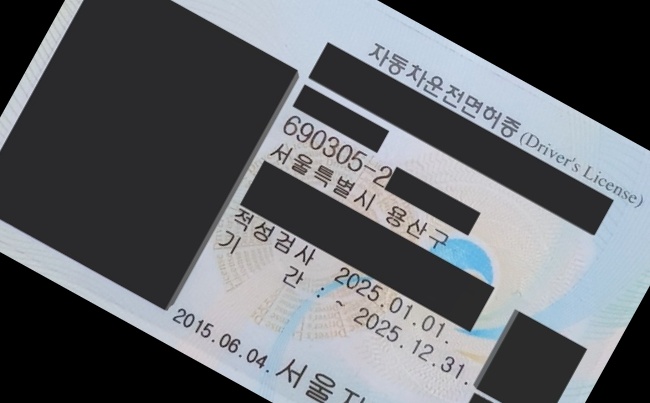 자동차운전면허증 (Driver's License)
690305-2
서울특별시 용산구
적성검사 2025.01.01.
기 간 : ~ 2025.12.31.
2015.06.04.
서울